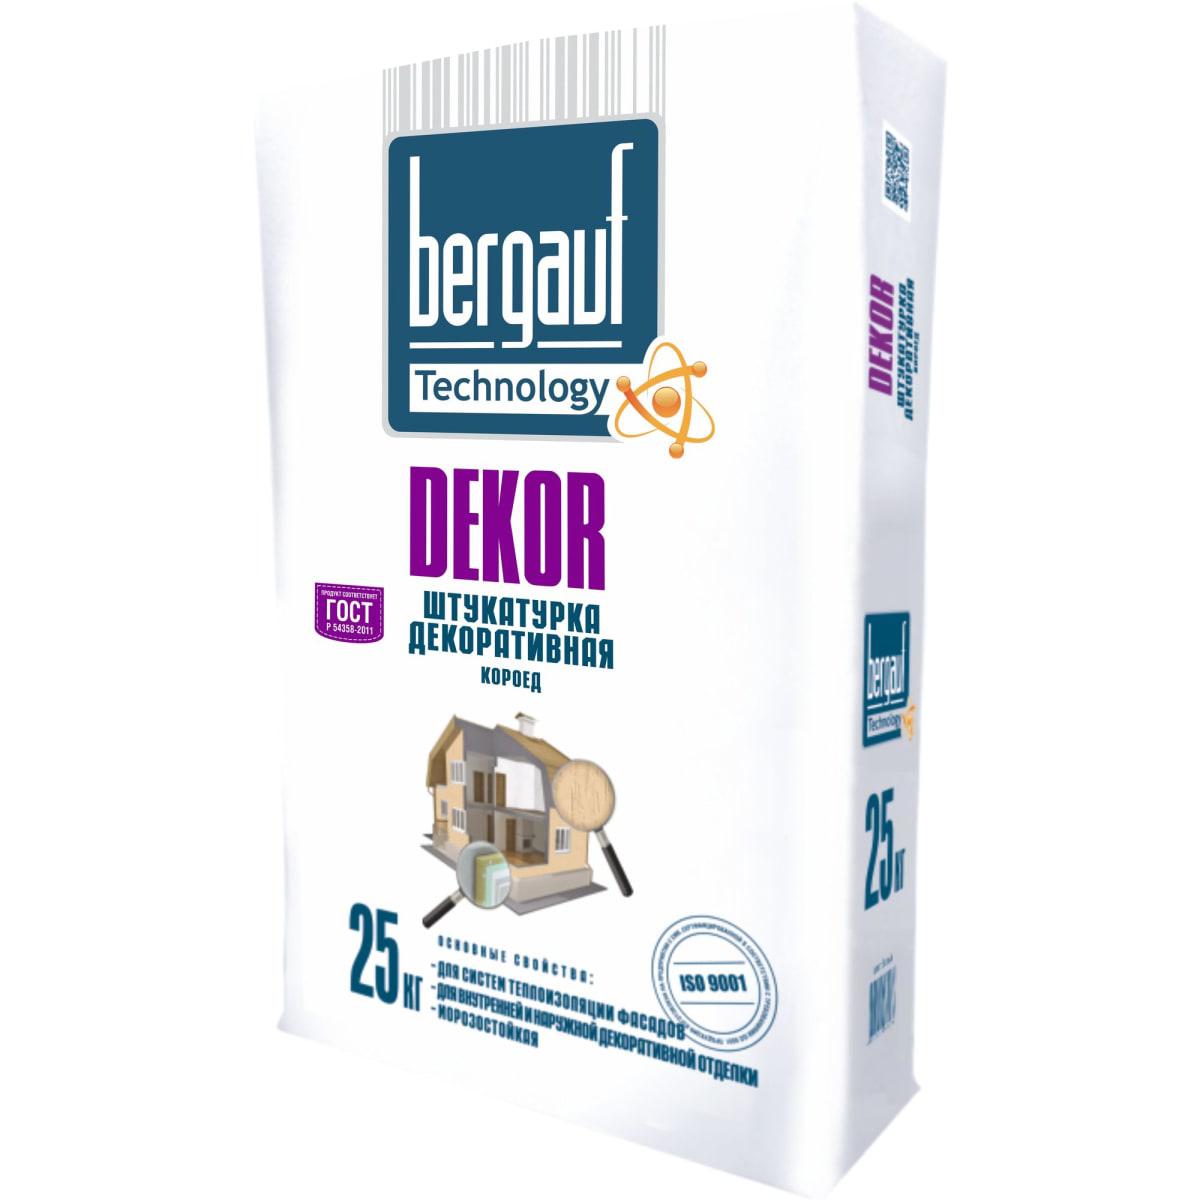 bergauf
Technology
DEKOR
ШТУКАТУРКА
ДЕКОРАТИВНАЯ
КОРОЕД
ПРОДУКТ СООТВЕТСТВУЕТ
ГОСТ
Р 54358-2011
25 КГ
ОСНОВНЫЕ СВОЙСТВА:
- ДЛЯ СИСТЕМ ТЕПЛОИЗОЛЯЦИИ ФАСАДОВ
- ДЛЯ ВНУТРЕННЕЙ И НАРУЖНОЙ ДЕКОРАТИВНОЙ ОТДЕЛКИ
- МОРОЗОСТОЙКАЯ
ISO 9001
DEKOR
ШТУКАТУРКА
ДЕКОРАТИВНАЯ
КОРОЕД
bergauf
Technology
25 КГ